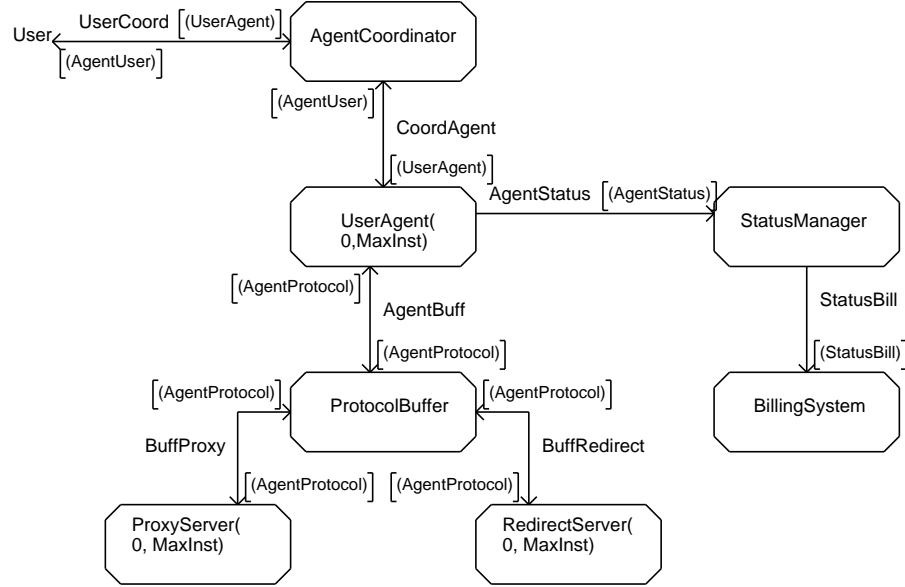 UserCoord [(UserAgent)]
User
AgentCoordinator
[(AgentUser)]
[(AgentUser)]
CoordAgent
[(UserAgent)]
AgentStatus [(AgentStatus)]
UserAgent(
0,MaxInst)
StatusManager
[(AgentProtocol)]
AgentBuff
StatusBill
[(AgentProtocol)]
[(StatusBill)]
[(AgentProtocol)]
ProtocolBuffer
[(AgentProtocol)]
BillingSystem
BuffProxy
BuffRedirect
[(AgentProtocol)]
[(AgentProtocol)]
ProxyServer(
0, MaxInst)
RedirectServer(
0, MaxInst)